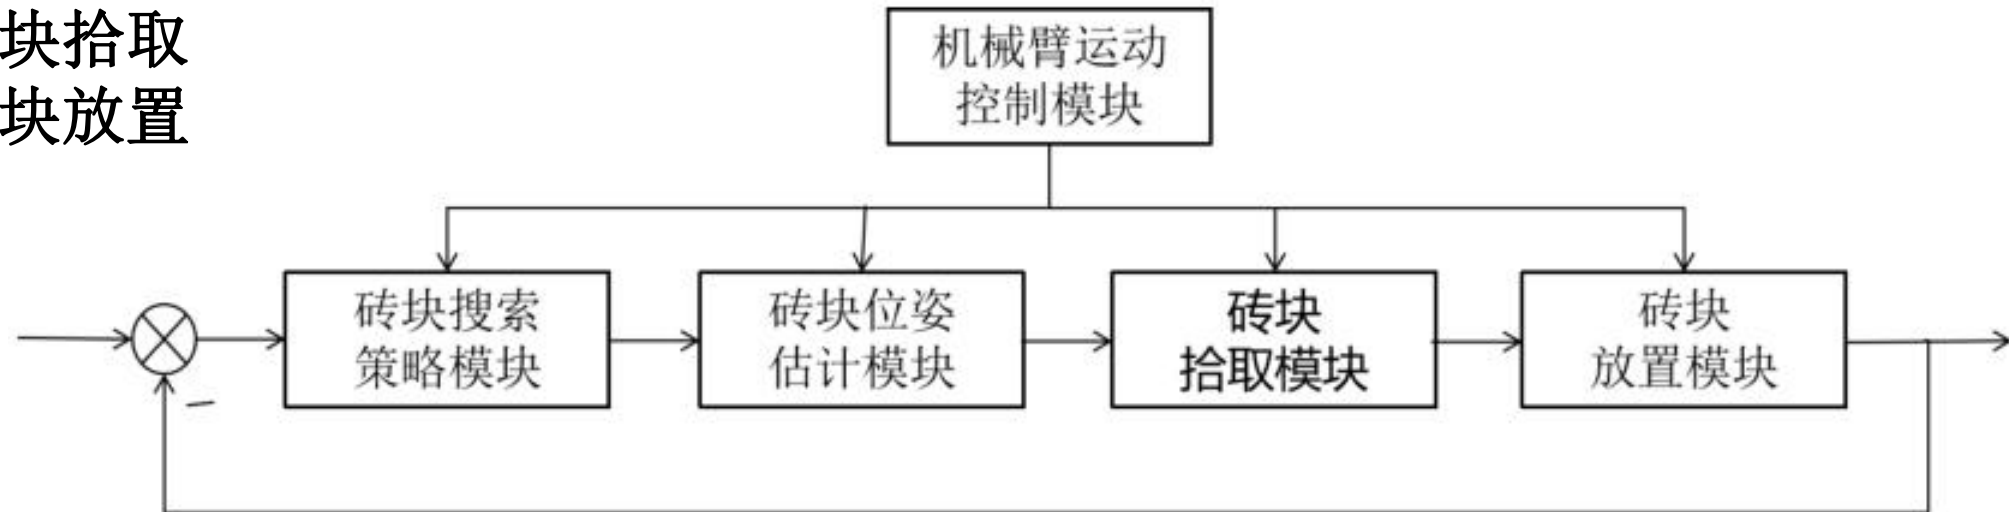 块拾取
块放置
机械臂运动
控制模块
砖块搜索
策略模块
砖块位姿
估计模块
砖块
拾取模块
砖块
放置模块
−